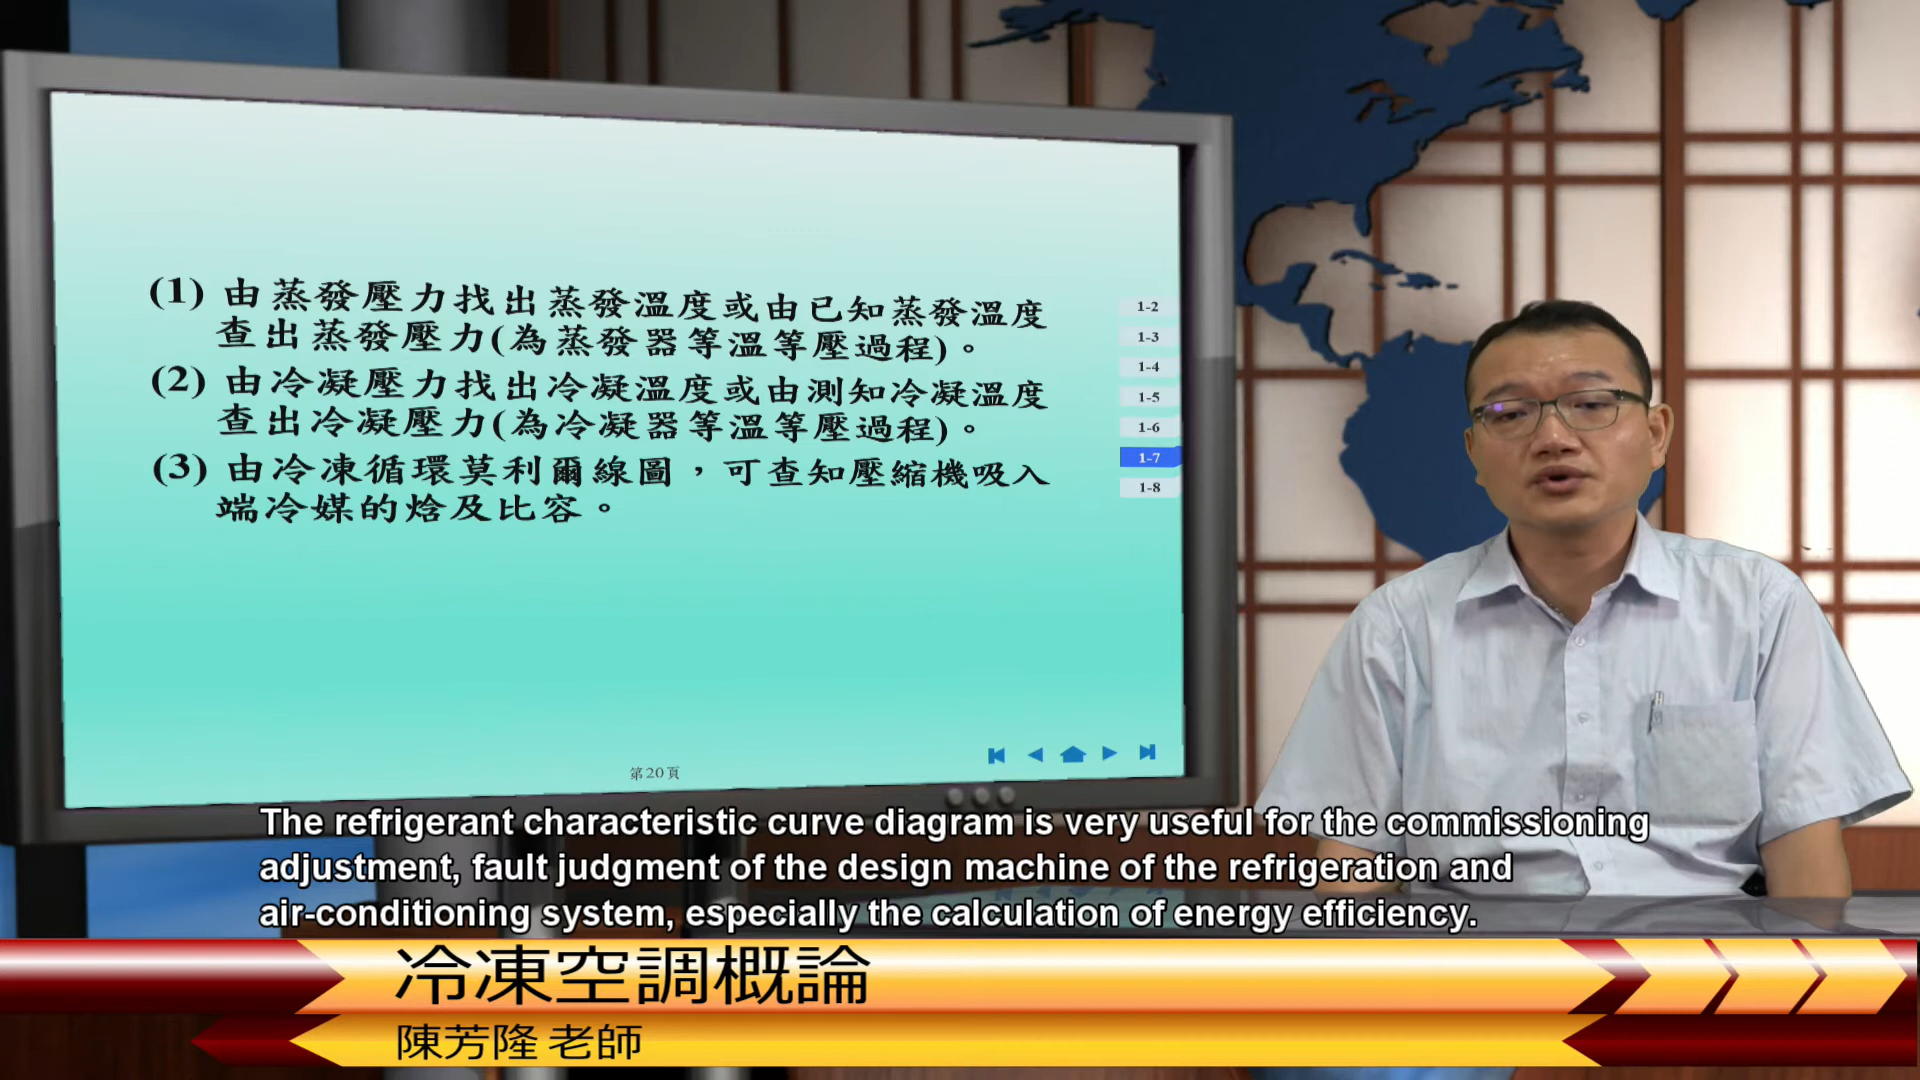 (1) 由蒸發壓力找出蒸發溫度或由已知蒸發溫度
查出蒸發壓力(為蒸發器等溫等壓過程)。
(2) 由冷凝壓力找出冷凝溫度或由測知冷凝溫度
查出冷凝壓力(為冷凝器等溫等壓過程)。
(3) 由冷凍循環莫利爾線圖，可查知壓縮機吸入
端冷媒的焓及比容。
1-2
1-3
1-4
1-5
1-6
1-7
1-8
第20頁
The refrigerant characteristic curve diagram is very useful for the commissioning
adjustment, fault judgment of the design machine of the refrigeration and
air-conditioning system, especially the calculation of energy efficiency.
冷凍空調概論
陳芳隆 老師